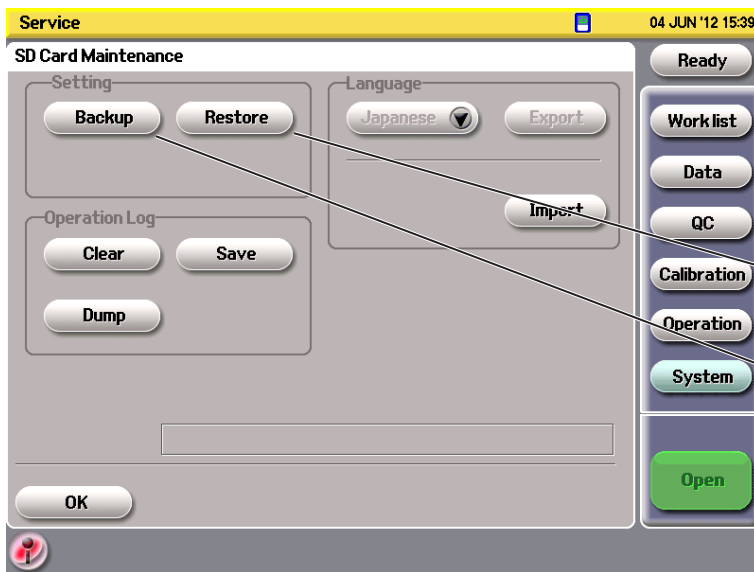 Service
04 JUN '12 15:39
SD Card Maintenance
Ready
Setting
Language
Backup
Restore
Japanese
Export
Work list
Data
Import
QC
Operation Log
Clear
Save
Calibration
Dump
Operation
System
Open
OK